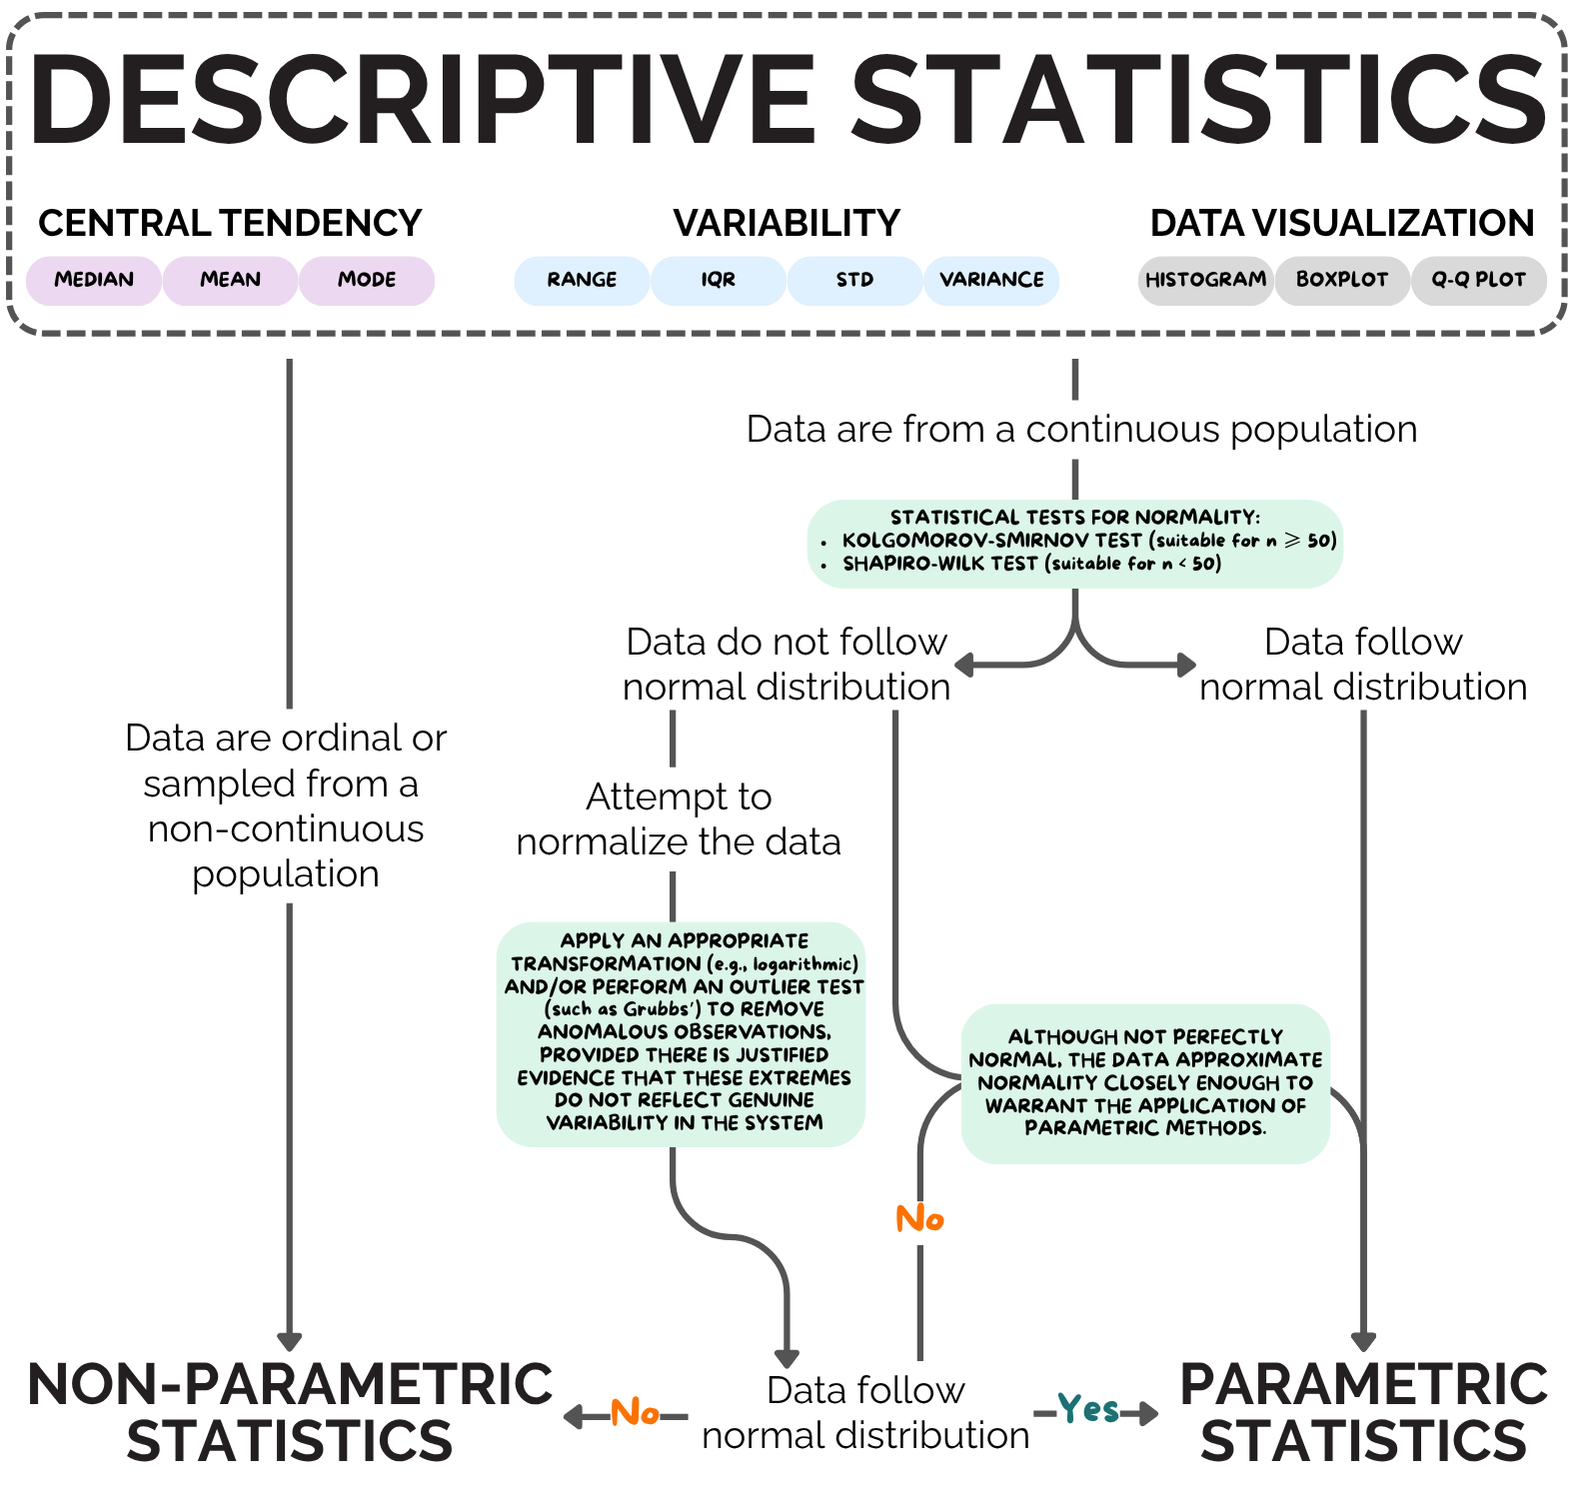 DESCRIPTIVE STATISTICS
CENTRAL TENDENCY
MEDIAN
MEAN
MODE
VARIABILITY
RANGE
IQR
STD
VARIANCE
DATA VISUALIZATION
HISTOGRAM
BOXPLOT
Q-Q PLOT
Data are from a continuous population
STATISTICAL TESTS FOR NORMALITY:
• KOLGOMOROV-SMIRNOV TEST (suitable for n ⩾ 50)
• SHAPIRO-WILK TEST (suitable for n < 50)
Data do not follow
normal distribution
Data follow
normal distribution
Data are ordinal or
sampled from a
non-continuous
population
Attempt to
normalize the data
APPLY AN APPROPRIATE
TRANSFORMATION (e.g., logarithmic)
AND/OR PERFORM AN OUTLIER TEST
(such as Grubbs') TO REMOVE
ANOMALOUS OBSERVATIONS,
PROVIDED THERE IS JUSTIFIED
EVIDENCE THAT THESE EXTREMES
DO NOT REFLECT GENUINE
VARIABILITY IN THE SYSTEM
ALTHOUGH NOT PERFECTLY
NORMAL, THE DATA APPROXIMATE
NORMALITY CLOSELY ENOUGH TO
WARRANT THE APPLICATION OF
PARAMETRIC METHODS.
No
NON-PARAMETRIC
STATISTICS
No
Data follow
normal distribution
Yes
PARAMETRIC
STATISTICS